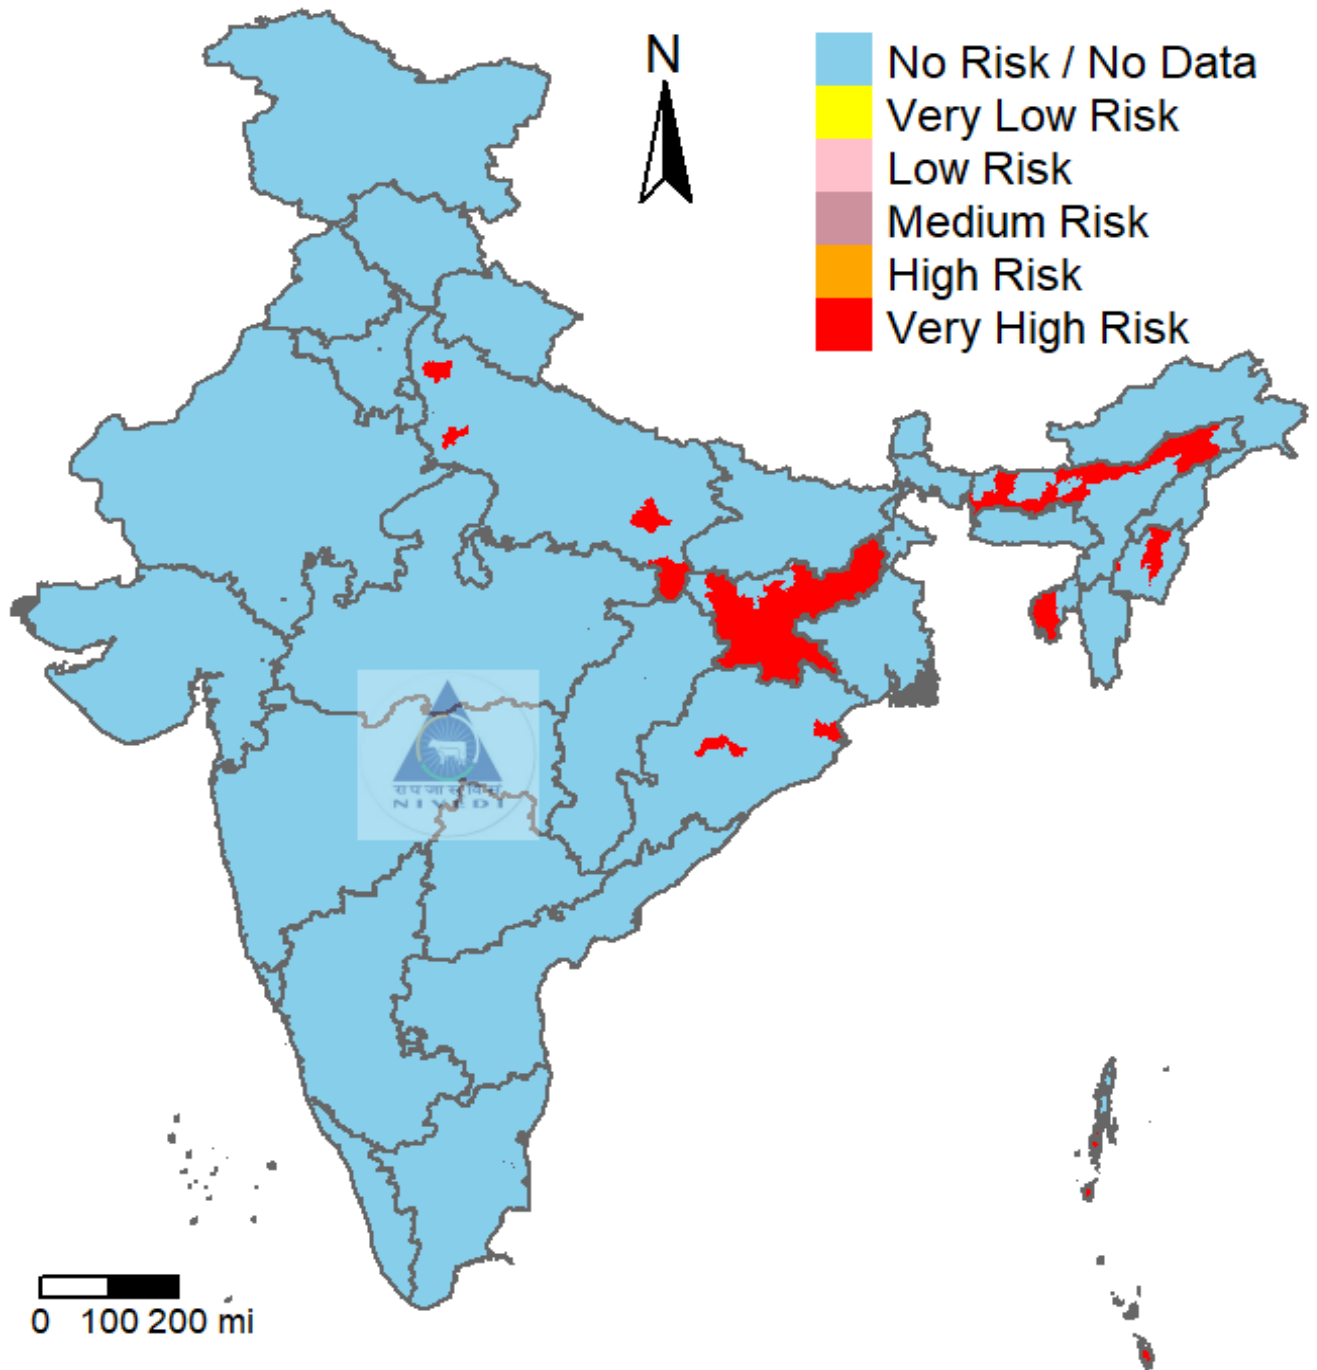 N
No Risk / No Data
Very Low Risk
Low Risk
Medium Risk
High Risk
Very High Risk
NIVEDI
0 100 200 mi